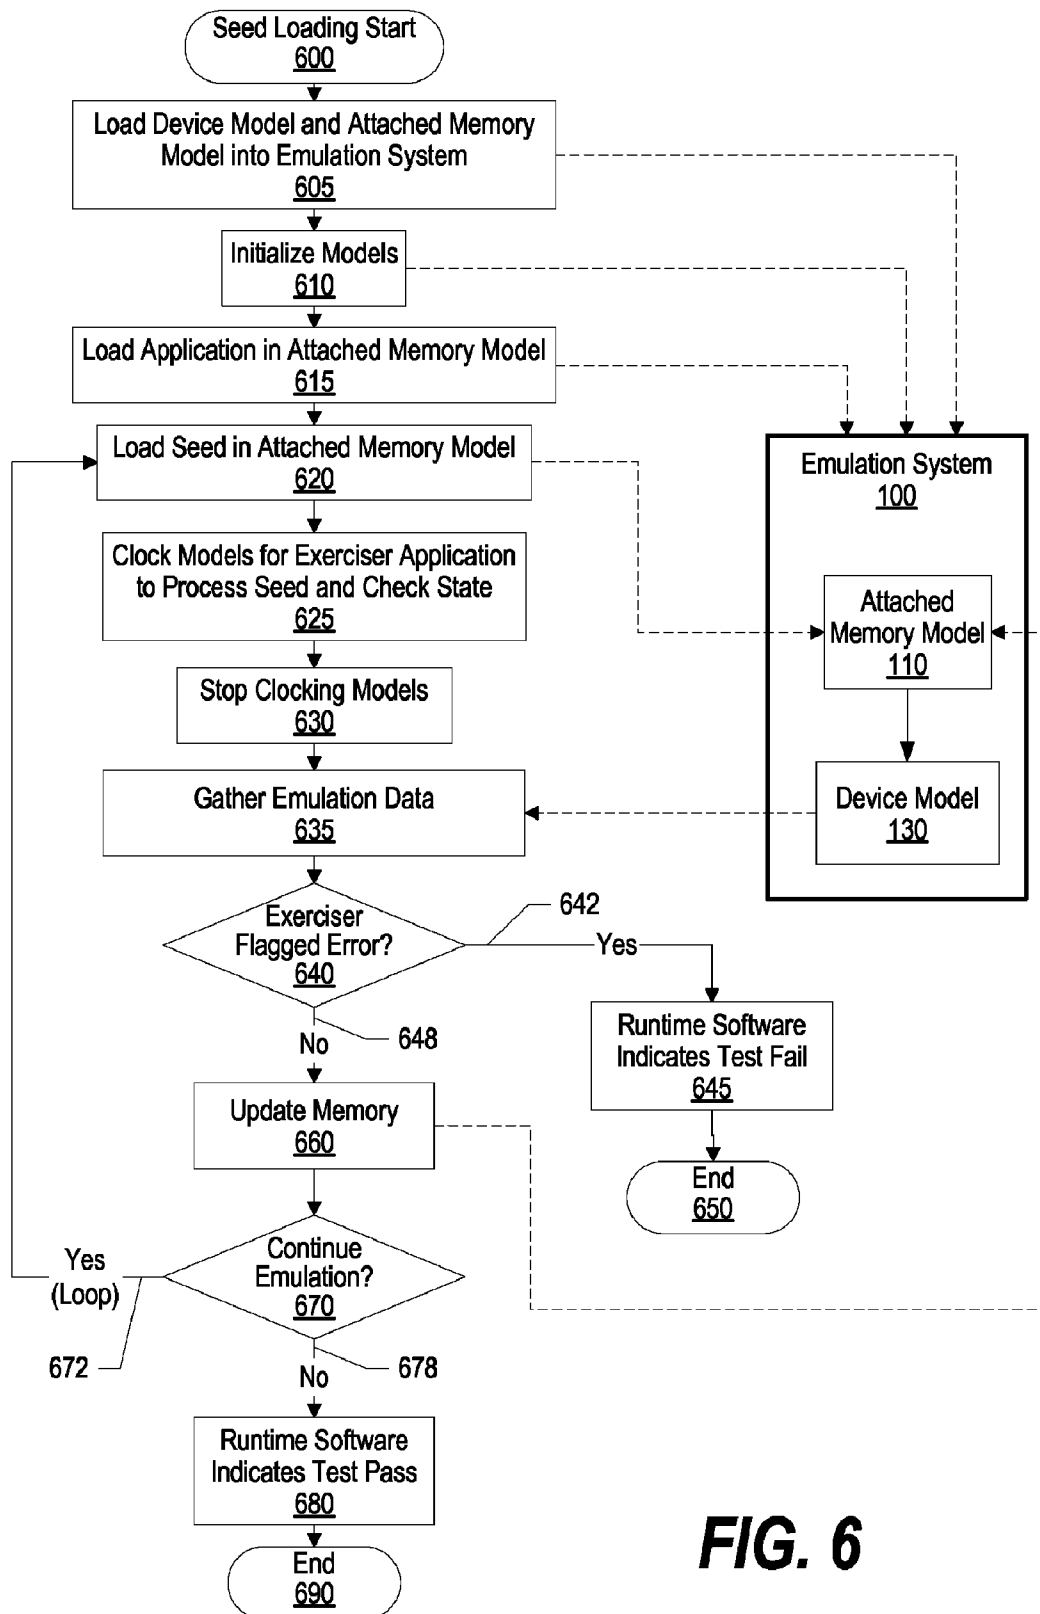 Seed Loading Start
600
Load Device Model and Attached Memory
Model into Emulation System
605
Initialize Models
610
Load Application in Attached Memory Model
615
Load Seed in Attached Memory Model
620
Clock Models for Exerciser Application
to Process Seed and Check State
625
Stop Clocking Models
630
Gather Emulation Data
635
Emulation System
100
Attached
Memory Model
110
Device Model
130
Exerciser
Flagged Error?
640
642
Yes
648
No
Runtime Software
Indicates Test Fail
645
End
650
Update Memory
660
Continue
Emulation?
670
Yes
(Loop)
672
678
No
Runtime Software
Indicates Test Pass
680
End
690
FIG. 6